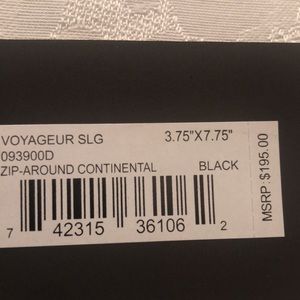 VOYAGEUR SLG 3.75"X7.75"
093900D
ZIP-AROUND CONTINENTAL BLACK
7 42315 36106 2
MSRP: $195.00